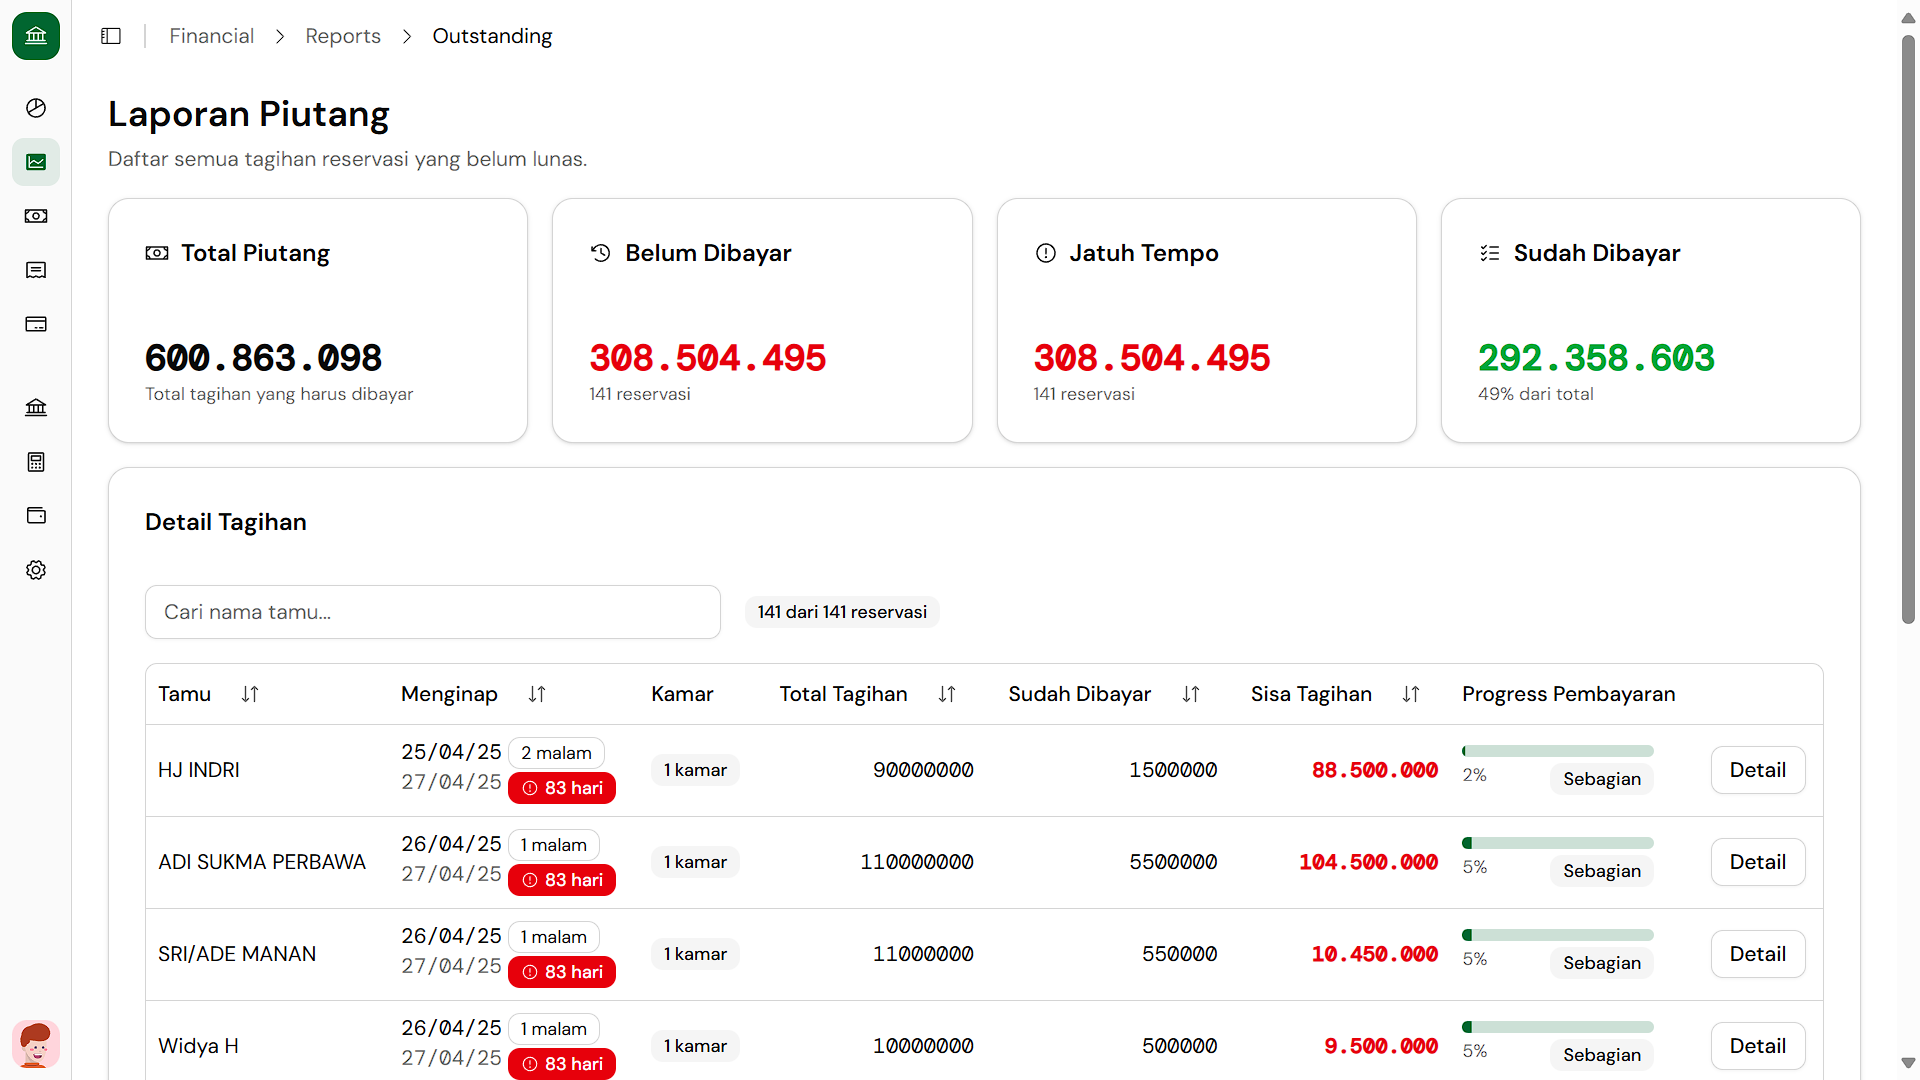 Financial > Reports > Outstanding
Laporan Piutang
Daftar semua tagihan reservasi yang belum lunas.
Total Piutang
600.863.098
Total tagihan yang harus dibayar
Belum Dibayar
308.504.495
141 reservasi
Jatuh Tempo
308.504.495
141 reservasi
Sudah Dibayar
292.358.603
49% dari total
Detail Tagihan
Cari nama tamu...
141 dari 141 reservasi
Tamu Menginap Kamar Total Tagihan Sudah Dibayar Sisa Tagihan Progress Pembayaran
HJ INDRI
25/04/25 2 malam
27/04/25 83 hari
1 kamar
90000000
1500000
88.500.000
2% Sebagian
Detail
ADI SUKMA PERBAWA
26/04/25 1 malam
27/04/25 83 hari
1 kamar
110000000
5500000
104.500.000
5% Sebagian
Detail
SRI/ADE MANAN
26/04/25 1 malam
27/04/25 83 hari
1 kamar
11000000
550000
10.450.000
5% Sebagian
Detail
Widya H
26/04/25 1 malam
27/04/25 83 hari
1 kamar
10000000
500000
9.500.000
5% Sebagian
Detail